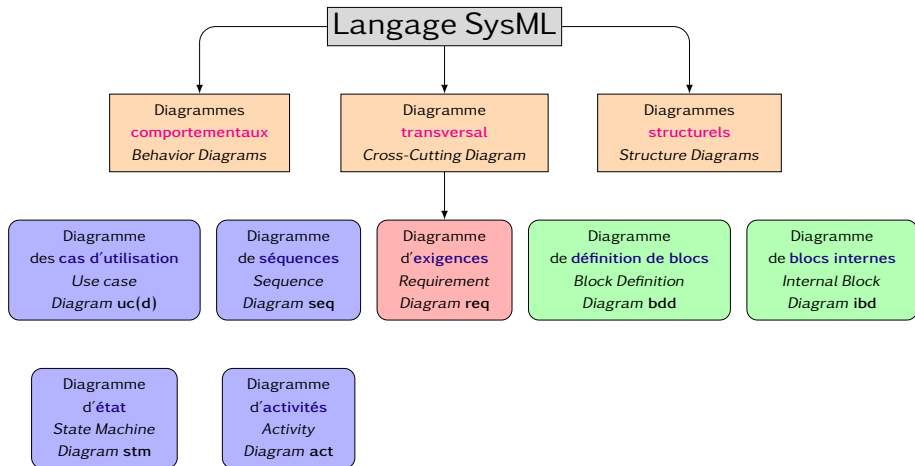 Langage SysML
Diagrammes
comportementaux
Behavior Diagrams
Diagramme
transversal
Cross-Cutting Diagram
Diagrammes
structurels
Structure Diagrams
Diagramme
des cas d'utilisation
Use case
Diagram uc(d)
Diagramme
de séquences
Sequence
Diagram seq
Diagramme
d'exigences
Requirement
Diagram req
Diagramme
de définition de blocs
Block Definition
Diagram bdd
Diagramme
de blocs internes
Internal Block
Diagram ibd
Diagramme
d'état
State Machine
Diagram stm
Diagramme
d'activités
Activity
Diagram act